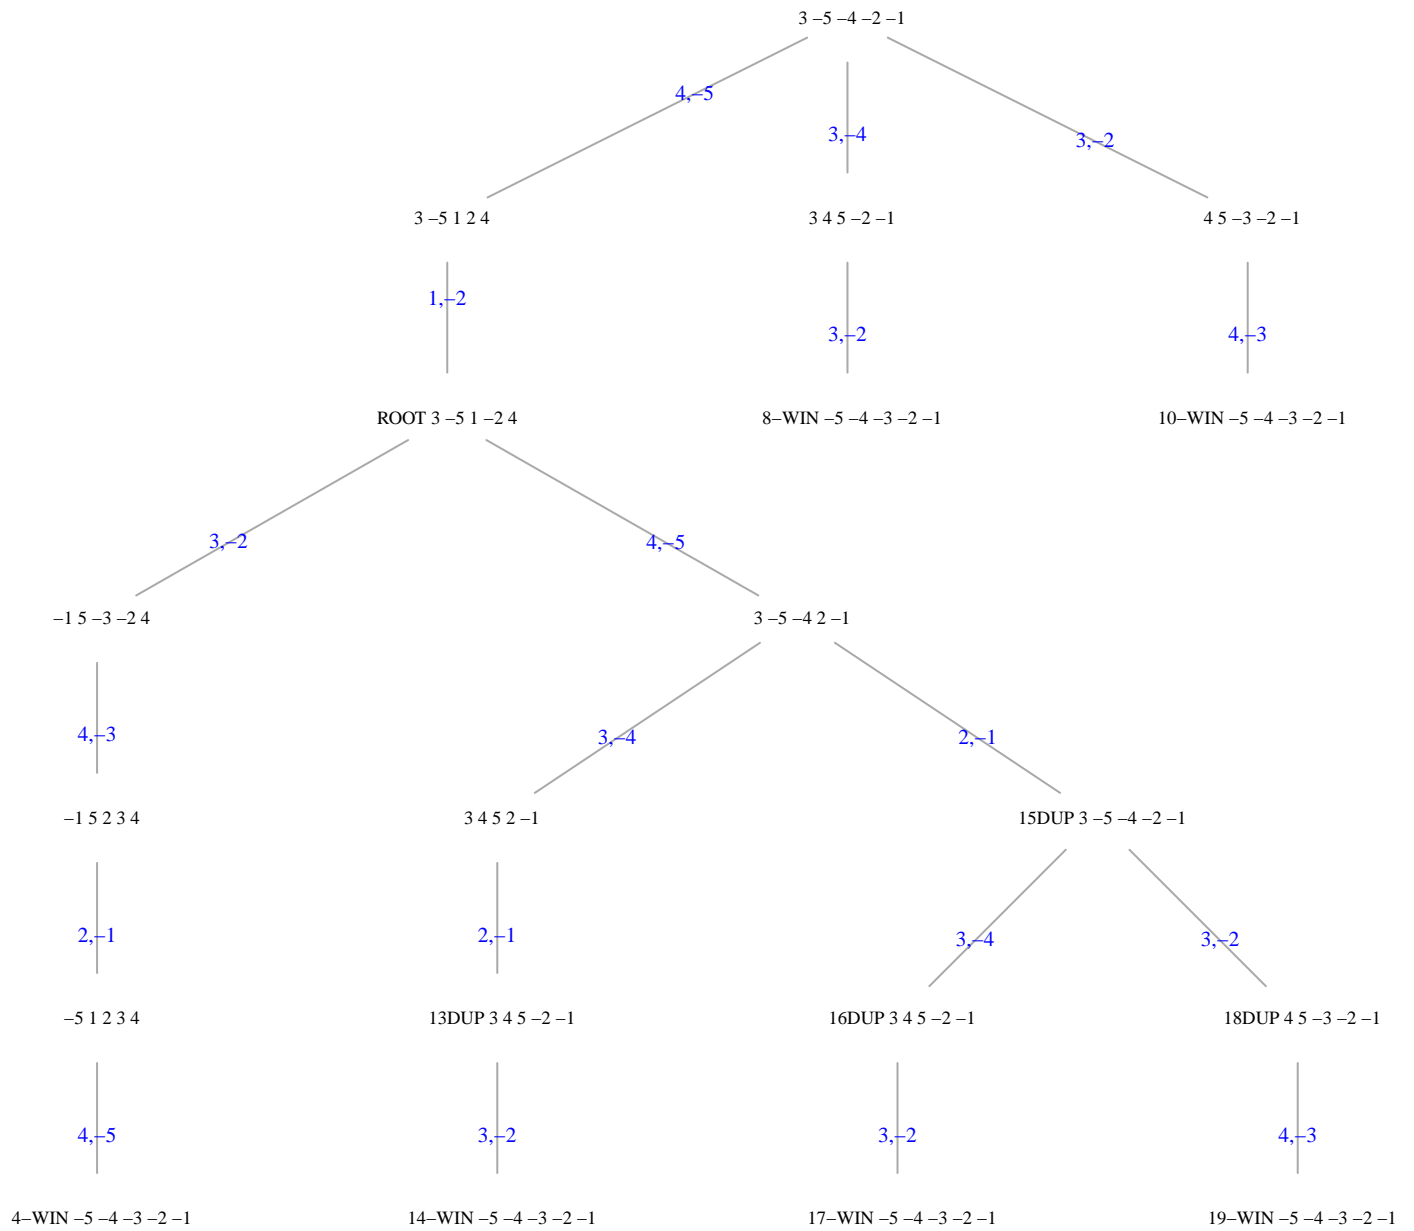 3 –5 –4 –2 –1
4,–5
3,–4
3,–2
3 –5 1 2 4
3 4 5 –2 –1
4 5 –3 –2 –1
1,–2
3,–2
4,–3
ROOT 3 –5 1 –2 4
8–WIN –5 –4 –3 –2 –1
10–WIN –5 –4 –3 –2 –1
3,–2
4,–5
–1 5 –3 –2 4
3 –5 –4 2 –1
4,–3
3,–4
2,–1
–1 5 2 3 4
3 4 5 2 –1
15DUP 3 –5 –4 –2 –1
2,–1
2,–1
3,–4
3,–2
–5 1 2 3 4
13DUP 3 4 5 –2 –1
16DUP 3 4 5 –2 –1
18DUP 4 5 –3 –2 –1
4,–5
3,–2
3,–2
4,–3
4–WIN –5 –4 –3 –2 –1
14–WIN –5 –4 –3 –2 –1
17–WIN –5 –4 –3 –2 –1
19–WIN –5 –4 –3 –2 –1